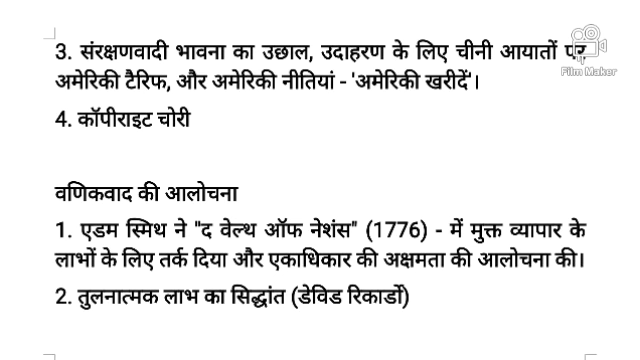 3. संरक्षणवादी भावना का उछाल, उदाहरण के लिए चीनी आयातों पर
अमेरिकी टैरिफ, और अमेरिकी नीतियां - 'अमेरिकी खरीदें'।
4. कॉपीराइट चोरी
वणिकवाद की आलोचना
1. एडम स्मिथ ने "द वेल्थ ऑफ नेशंस" (1776) - में मुक्त व्यापार के
लाभों के लिए तर्क दिया और एकाधिकार की अक्षमता की आलोचना की।
2. तुलनात्मक लाभ का सिद्धांत (डेविड रिकार्डो)
Film Maker